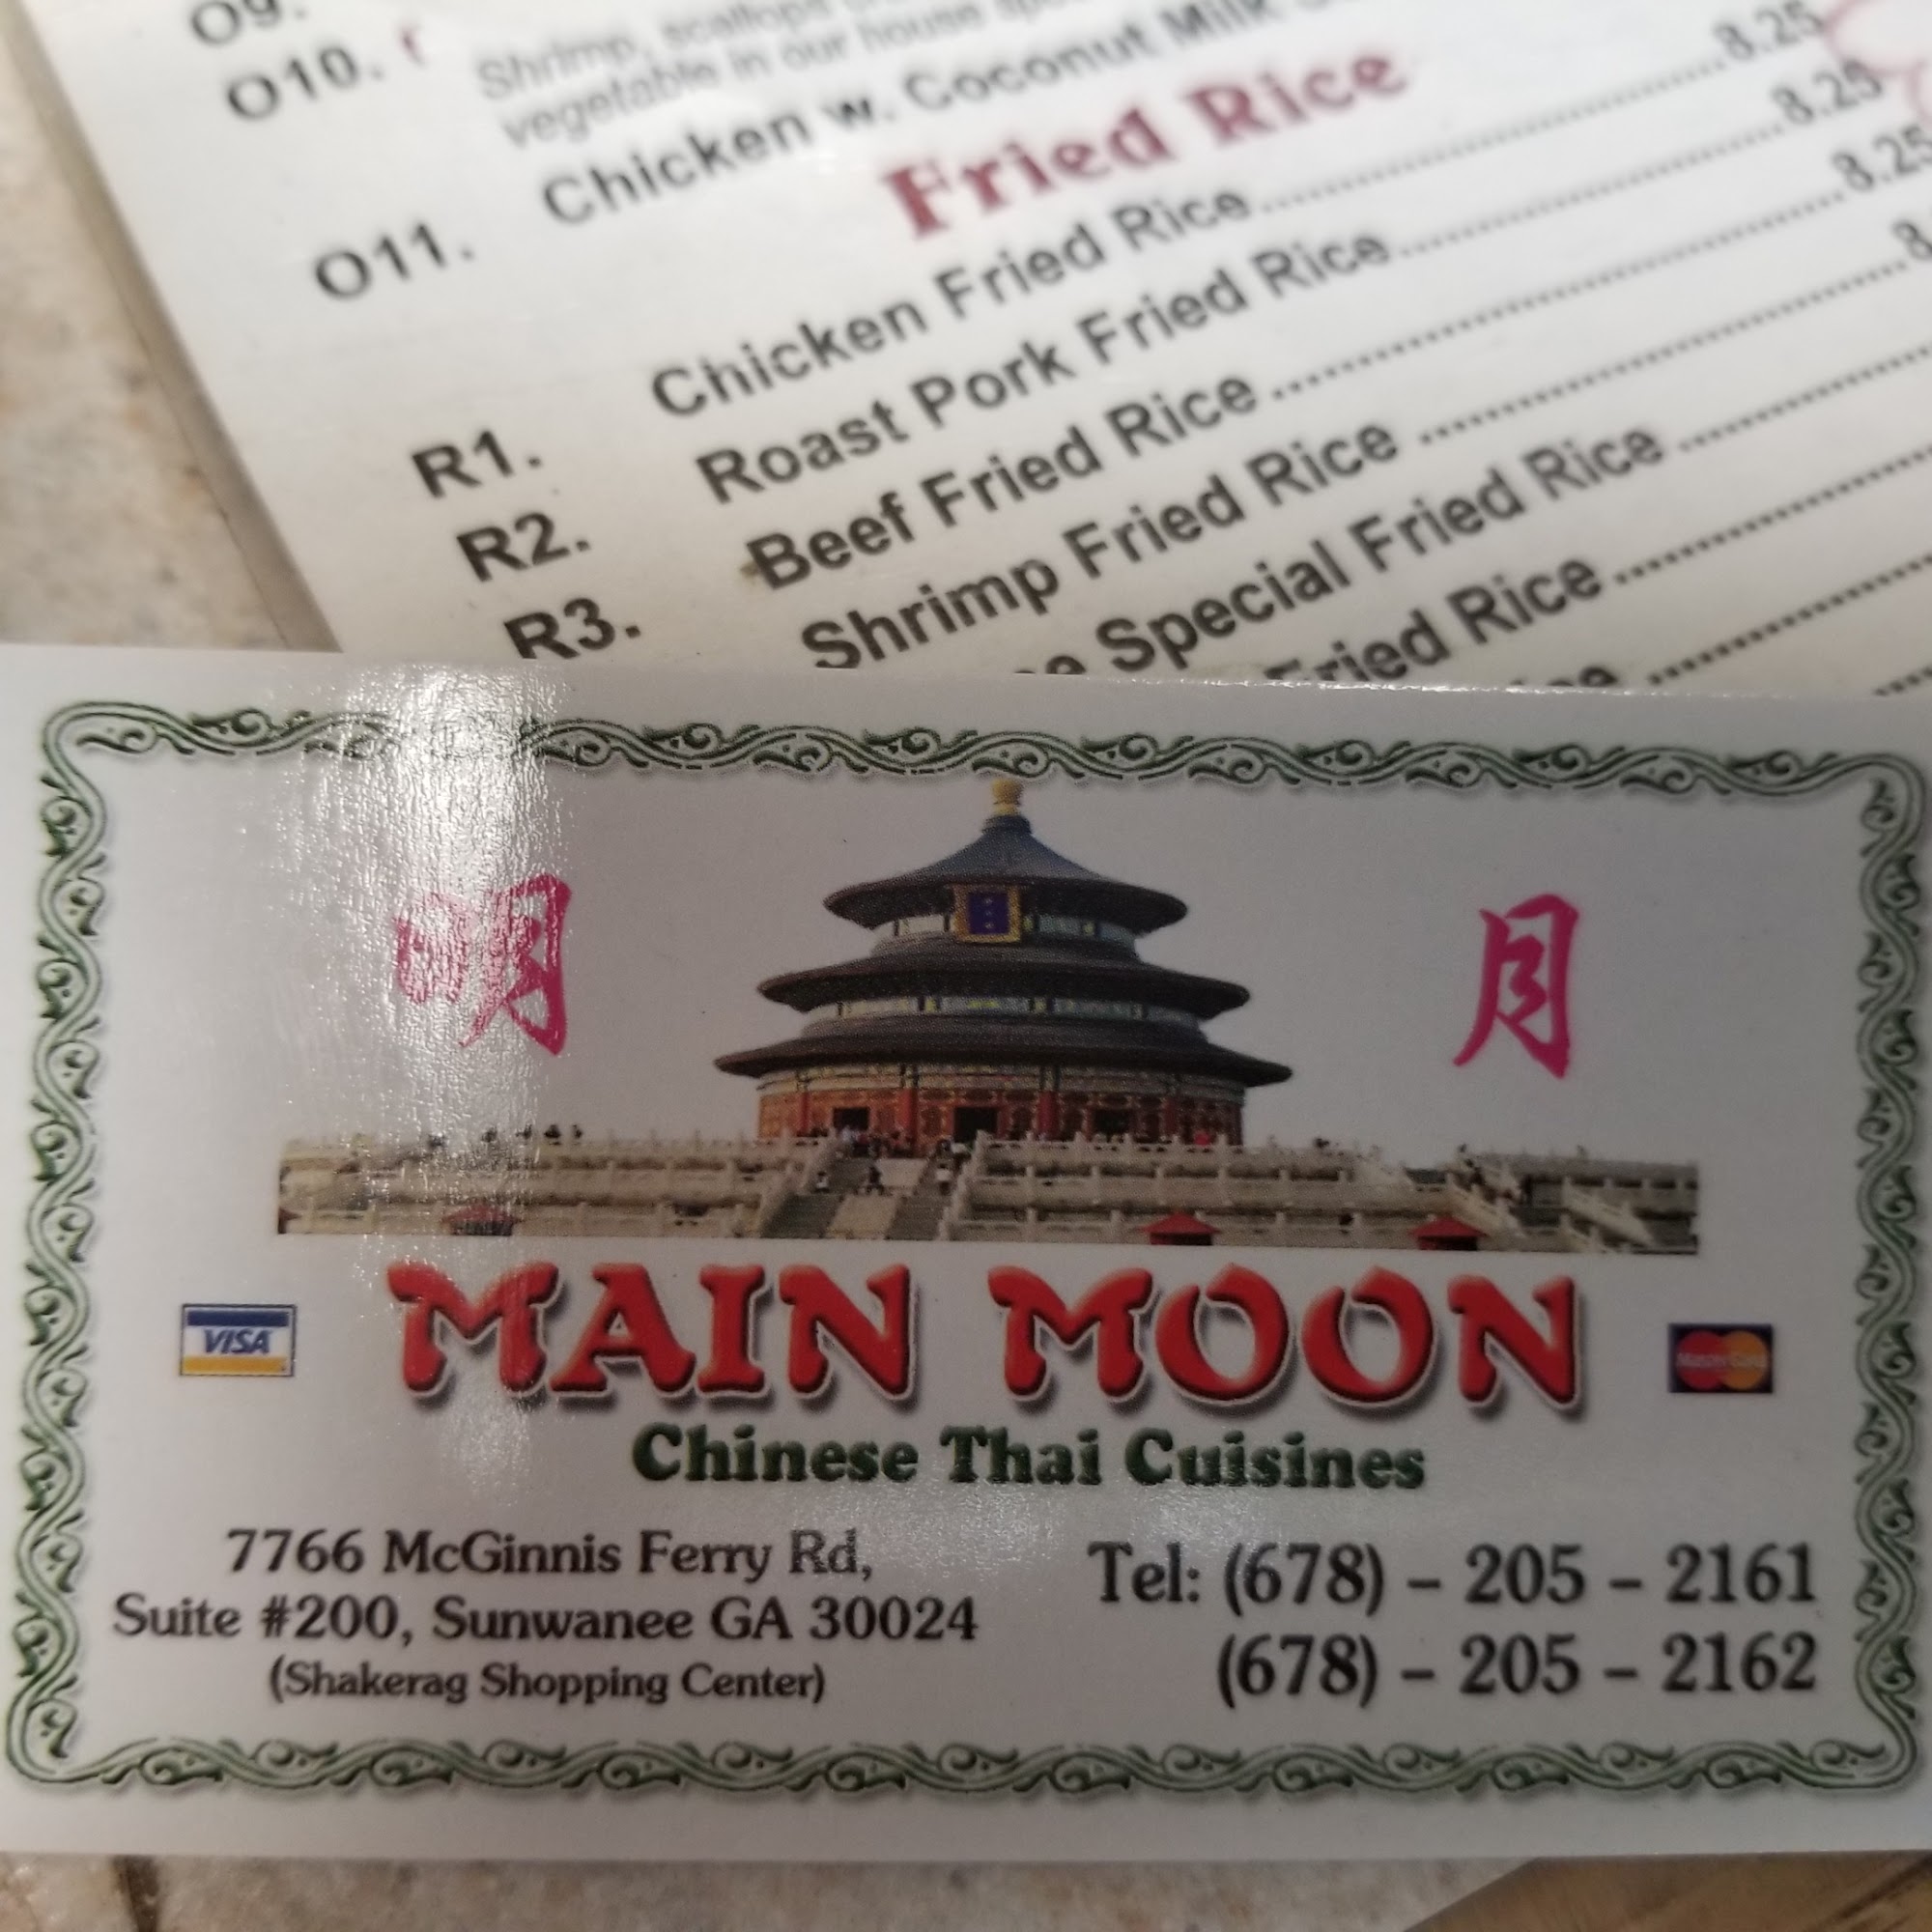 O9.
O10.
Shrimp, scallops
vegetable in our house
O11. Chicken w. Coconut Milk
Fried Rice
R1. Chicken Fried Rice 8.25
R2. Roast Pork Fried Rice 8.25
R3. Beef Fried Rice 8.25
Shrimp Fried Rice 8.
Special Fried Rice
Fried Rice
明 月
MAIN MOON
VISA
MasterCard
Chinese Thai Cuisines
7766 McGinnis Ferry Rd,
Suite #200, Sunwanee GA 30024
(Shakerag Shopping Center)
Tel: (678) – 205 – 2161
(678) – 205 – 2162